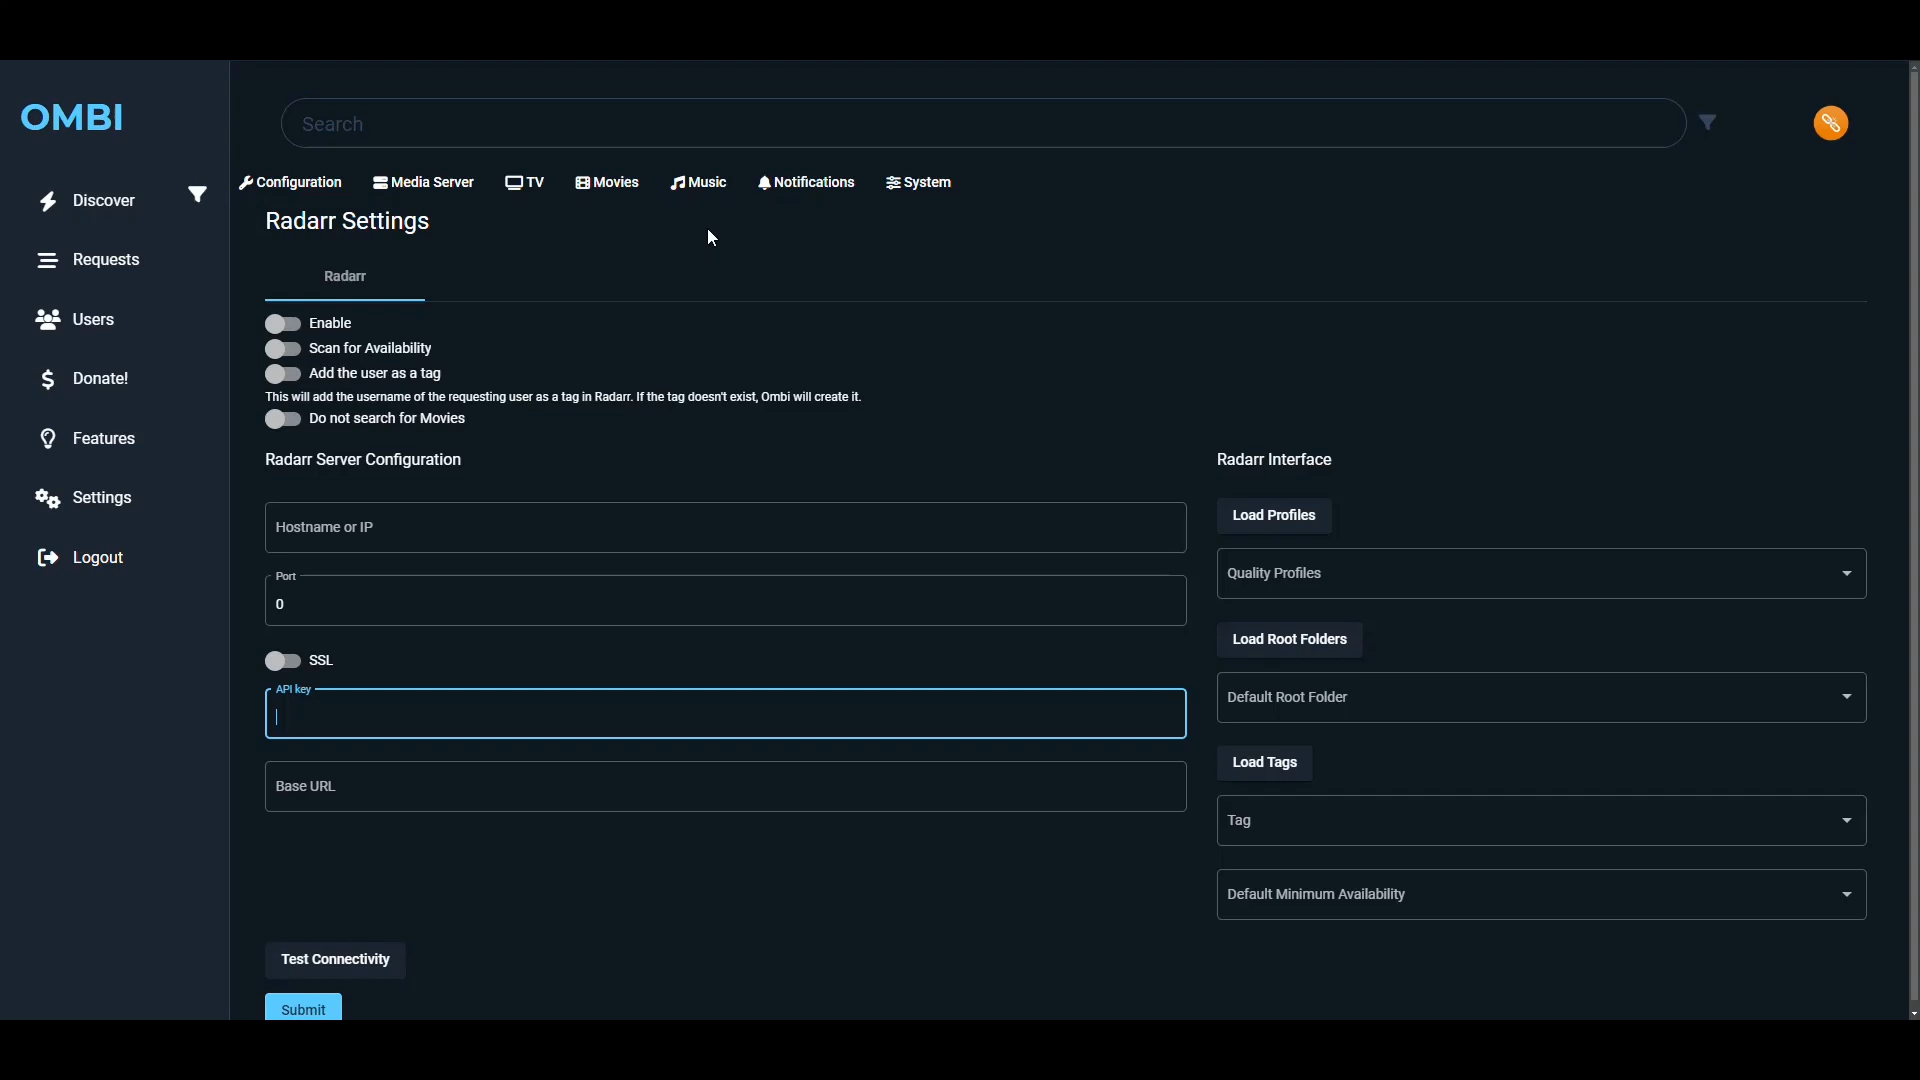 OMBI
Search
Discover
Requests
Users
Donate!
Features
Settings
Logout
Configuration Media Server TV Movies Music Notifications System
Radarr Settings
Radarr
Enable
Scan for Availability
Add the user as a tag
This will add the username of the requesting user as a tag in Radarr. If the tag doesn't exist, Ombi will create it.
Do not search for Movies
Radarr Server Configuration
Hostname or IP
Port
0
SSL
API key
Base URL
Test Connectivity
Submit
Radarr Interface
Load Profiles
Quality Profiles
Load Root Folders
Default Root Folder
Load Tags
Tag
Default Minimum Availability